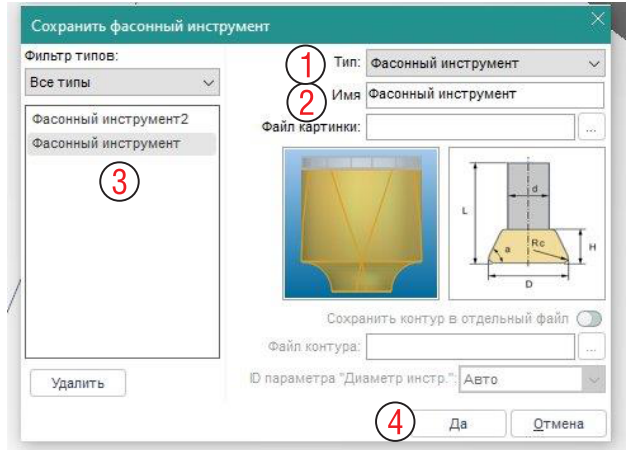 Сохранить фасонный инструмент
Фильтр типов:
Все типы
Фасонный инструмент2
Фасонный инструмент
3
Удалить
1
Тип: Фасонный инструмент
2
Имя Фасонный инструмент
Файл картинки: ...
d
L
a
Rc
H
D
Сохранить контур в отдельный файл
Файл контура: ...
ID параметра "Диаметр инстр.": Авто
4
Да
Отмена